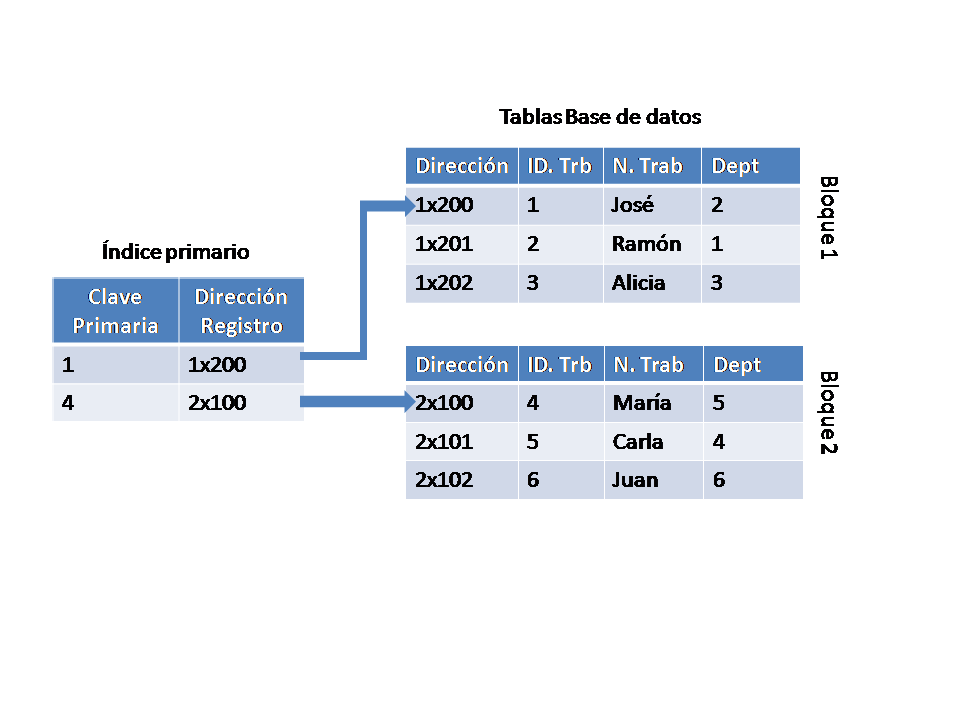 Tablas Base de datos
Dirección ID. Trb N. Trab Dept
1x200 1 José 2
1x201 2 Ramón 1
1x202 3 Alicia 3
Bloque 1
Índice primario
Clave Primaria Dirección Registro
1 1x200
4 2x100
Dirección ID. Trb N. Trab Dept
2x100 4 María 5
2x101 5 Carla 4
2x102 6 Juan 6
Bloque 2